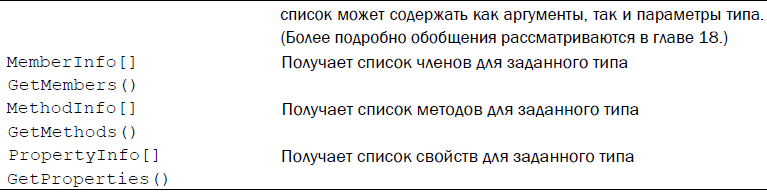 список может содержать как аргументы, так и параметры типа.
(Более подробно обобщения рассматриваются в главе 18.)
MemberInfo[] Получает список членов для заданного типа
GetMembers()
MethodInfo[] Получает список методов для заданного типа
GetMethods()
PropertyInfo[] Получает список свойств для заданного типа
GetProperties()